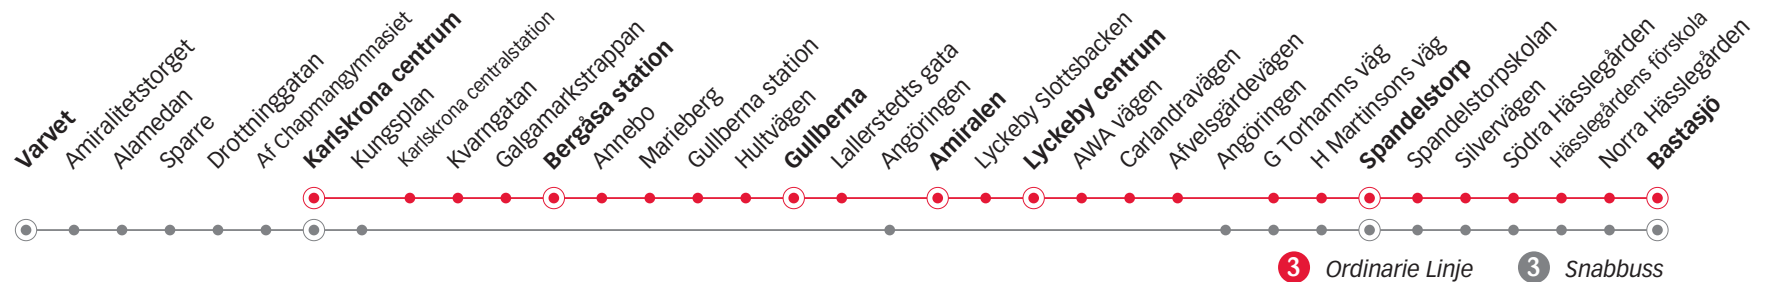 Varvet
Amiralitetstorget
Alamedan
Sparre
Drottninggatan
Af Chapmangymnasiet
Karlskrona centrum
Kungsplan
Karlskrona centralstation
Kvarngatan
Galgamarkstrappan
Bergåsa station
Annebo
Marieberg
Gullberna station
Hultvägen
Gullberna
Lallerstedts gata
Angöringen
Amiralen
Lyckeby Slottsbacken
Lyckeby centrum
AWA vägen
Carlandravägen
Afvelsgärdevägen
Angöringen
G Torhamns väg
H Martinsons väg
Spandelstorp
Spandelstorpskolan
Silvervägen
Södra Hässlegården
Hässlegårdens förskola
Norra Hässlegården
Bastasjö
3 Ordinarie Linje
3 Snabbuss